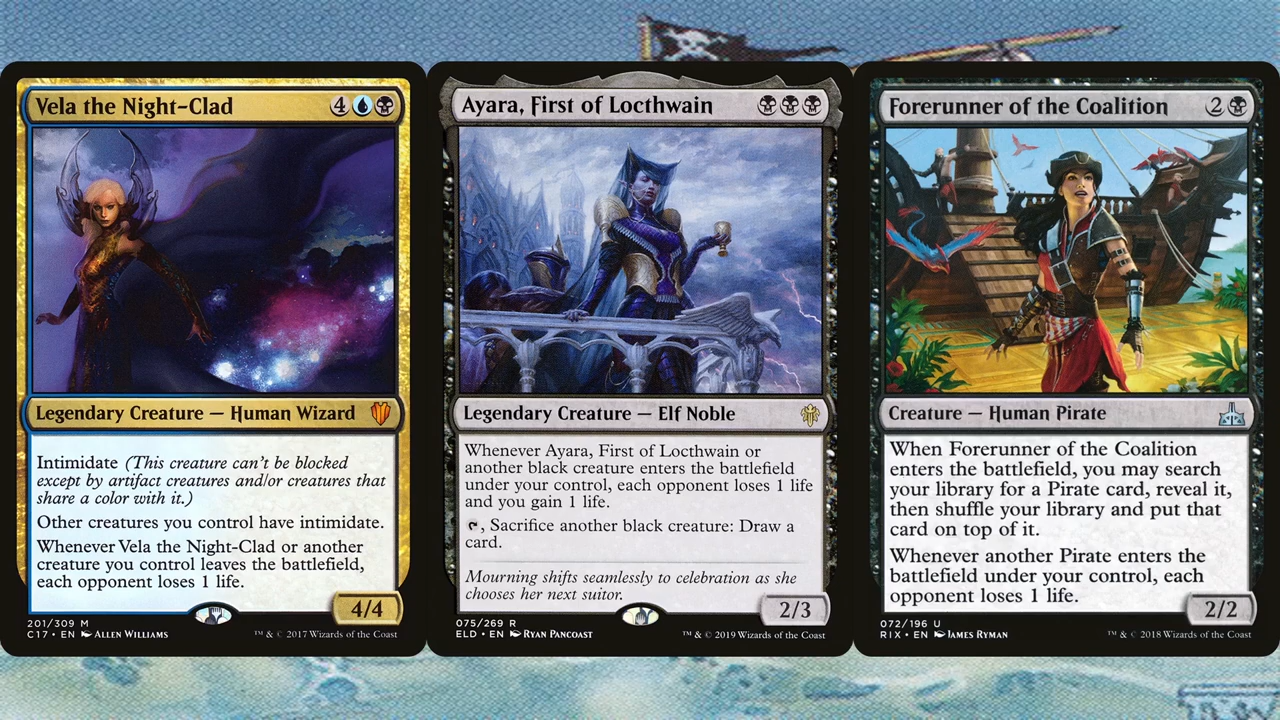 Vela the Night-Clad 4
Legendary Creature — Human Wizard
Intimidate (This creature can't be blocked
except by artifact creatures and/or creatures that
share a color with it.)
Other creatures you control have intimidate.
Whenever Vela the Night-Clad or another
creature you control leaves the battlefield,
each opponent loses 1 life.
4/4
201/309 M
C17 • EN Allen Williams
™ & © 2017 Wizards of the Coast
Ayara, First of Locthwain
Legendary Creature — Elf Noble
Whenever Ayara, First of Locthwain or
another black creature enters the battlefield
under your control, each opponent loses 1 life
and you gain 1 life.
, Sacrifice another black creature: Draw a
card.
Mourning shifts seamlessly to celebration as she
chooses her next suitor.
2/3
075/269 R
ELD • EN Ryan Pancoast
™ & © 2019 Wizards of the Coast
Forerunner of the Coalition 2
Creature — Human Pirate
When Forerunner of the Coalition
enters the battlefield, you may search
your library for a Pirate card, reveal it,
then shuffle your library and put that
card on top of it.
Whenever another Pirate enters the
battlefield under your control, each
opponent loses 1 life.
2/2
072/196 U
RIX • EN James Ryman
™ & © 2018 Wizards of the Coast